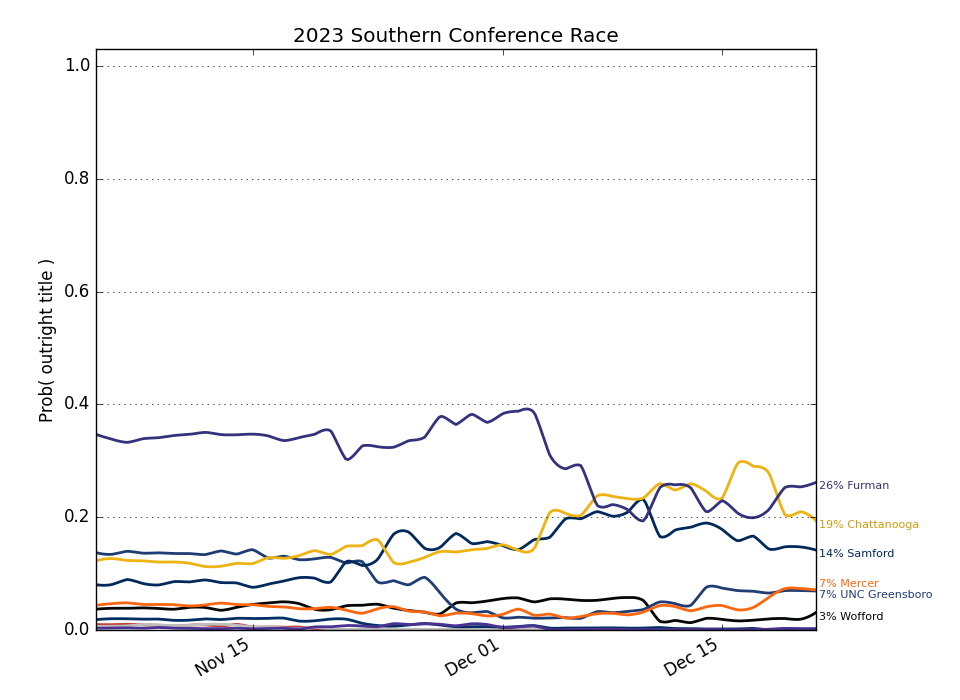 2023 Southern Conference Race
Prob( outright title )
1.0
0.8
0.6
0.4
0.2
0.0
26% Furman
19% Chattanooga
14% Samford
7% Mercer
7% UNC Greensboro
3% Wofford
Nov 15
Dec 01
Dec 15